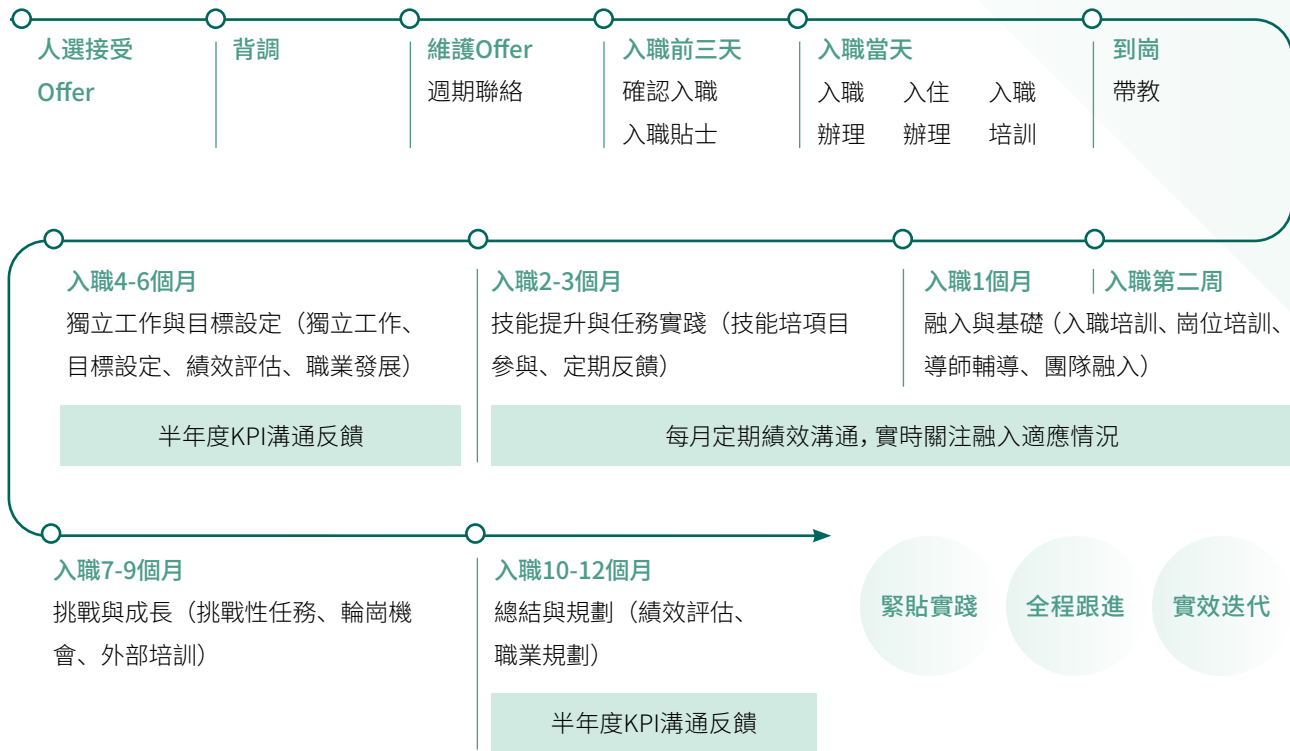 人選接受
Offer
背調
維護Offer
週期聯絡
入職前三天
確認入職
入職貼士
入職當天
入職 入住 入職
辦理 辦理 培訓
到崗
帶教
入職4-6個月
獨立工作與目標設定（獨立工作、
目標設定、績效評估、職業發展）
半年度KPI溝通反饋
入職2-3個月
技能提升與任務實踐（技能培項目
參與、定期反饋）
入職1個月
入職第二周
融入與基礎（入職培訓、崗位培訓、
導師輔導、團隊融入）
每月定期績效溝通，實時關注融入適應情況
入職7-9個月
挑戰與成長（挑戰性任務、輪崗機
會、外部培訓）
入職10-12個月
總結與規劃（績效評估、
職業規劃）
半年度KPI溝通反饋
緊貼實踐
全程跟進
實效迭代